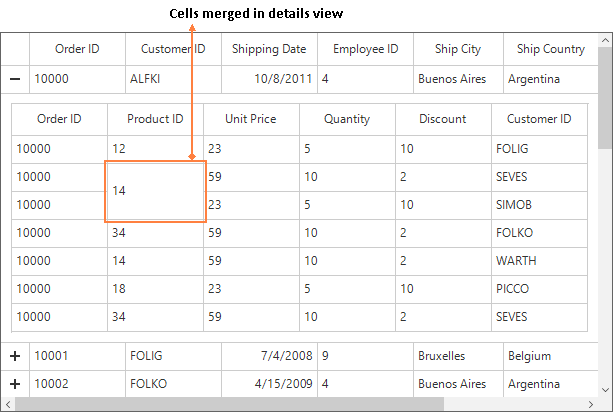 Cells merged in details view
Order ID Customer ID Shipping Date Employee ID Ship City Ship Country
10000 ALFKI 10/8/2011 4 Buenos Aires Argentina
Order ID Product ID Unit Price Quantity Discount Customer ID
10000 12 23 5 10 FOLIG
10000 14 59 10 2 SEVES
10000 23 5 10 SIMOB
10000 34 59 10 2 FOLKO
10000 14 59 10 2 WARTH
10000 18 23 5 10 PICCO
10000 34 59 10 2 SEVES
10001 FOLIG 7/4/2008 9 Bruxelles Belgium
10002 FOLKO 4/15/2009 4 Buenos Aires Argentina